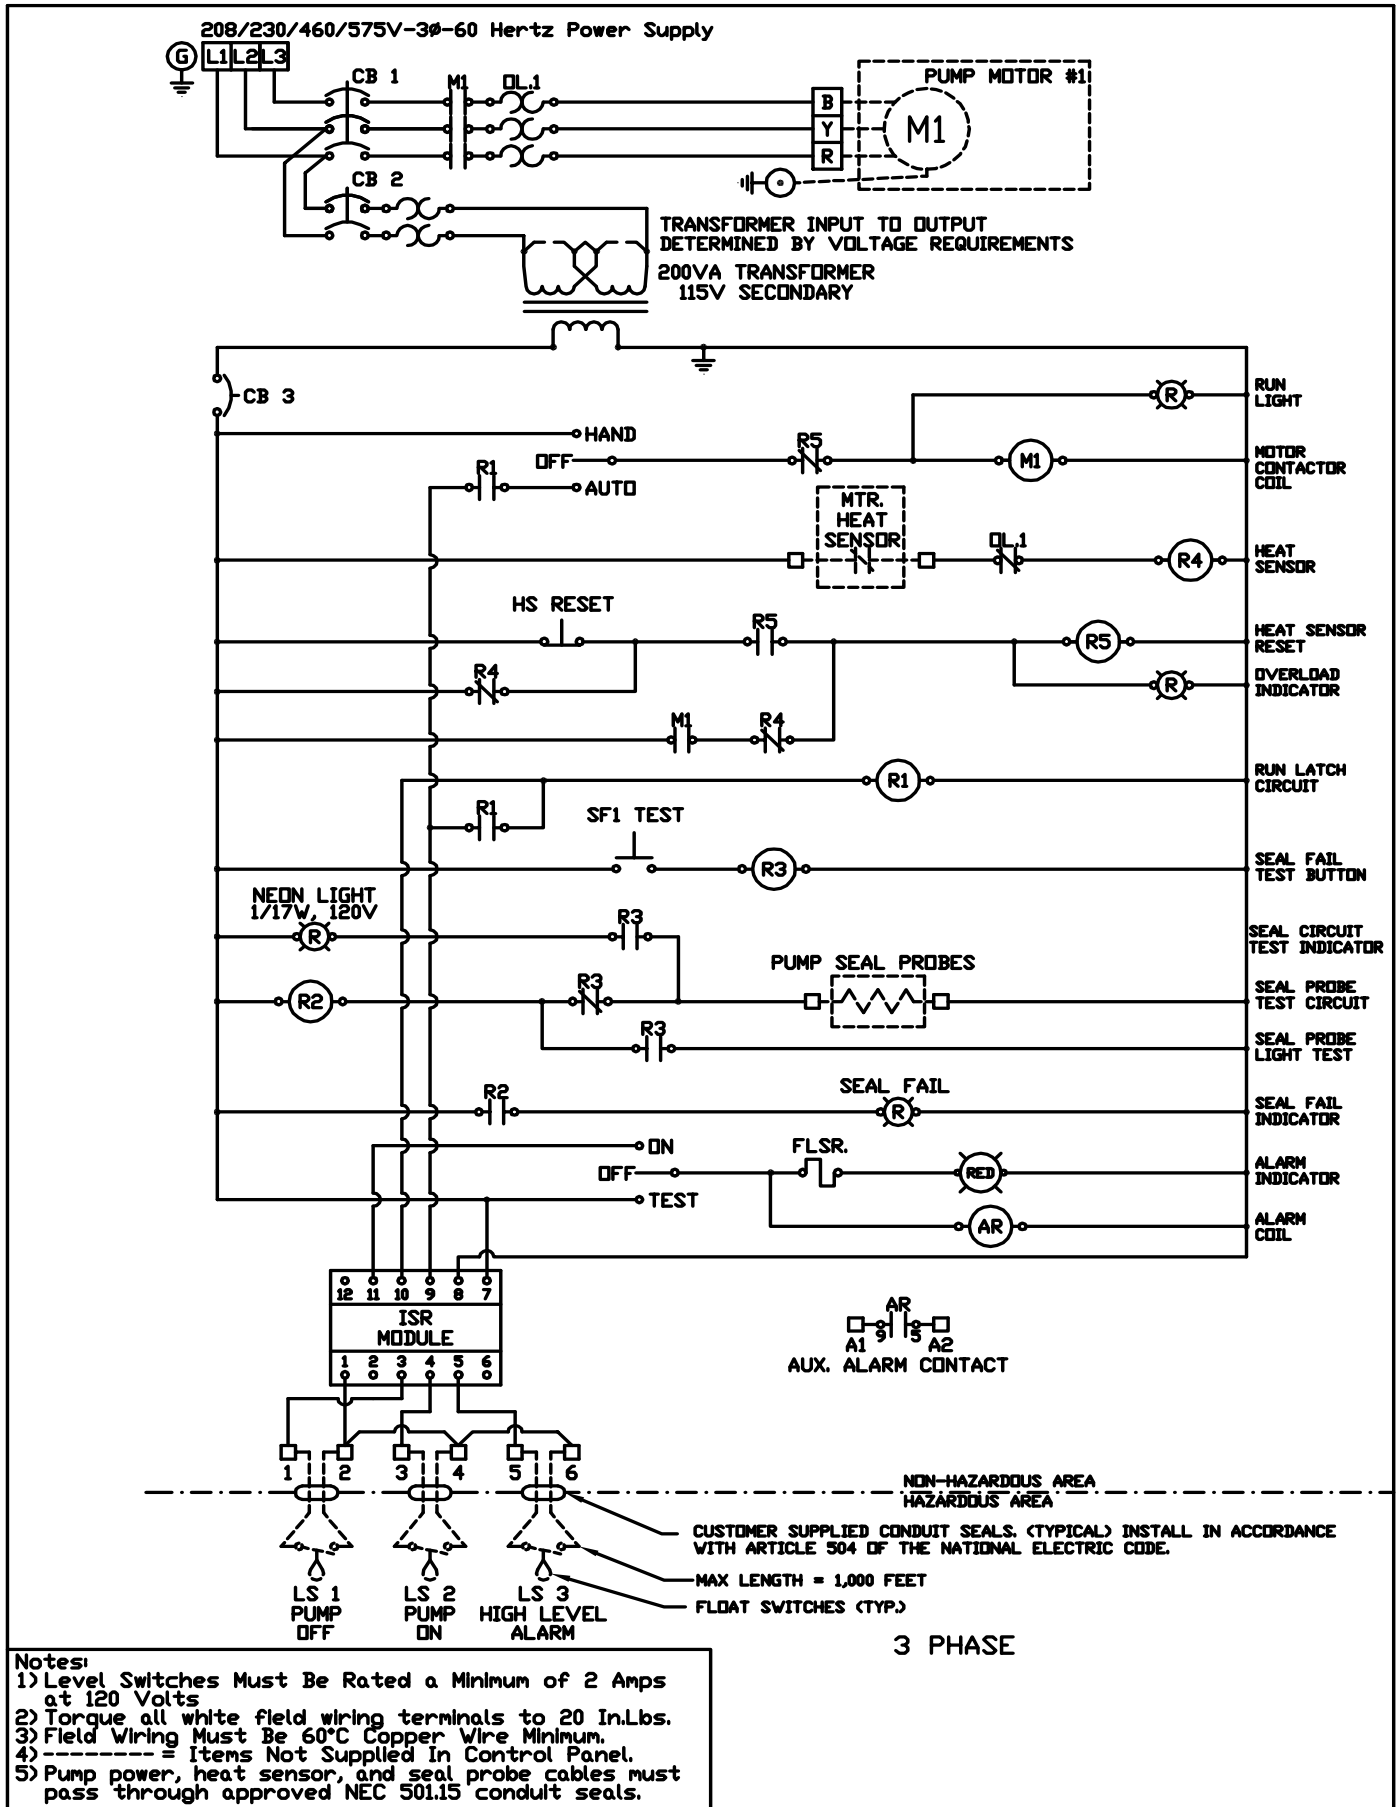 208/230/460/575V-3ø-60 Hertz Power Supply
G L1 L2 L3
CB 1
M1
OL.1
PUMP MOTOR #1
B
Y
R
M1
CB 2
TRANSFORMER INPUT TO OUTPUT
DETERMINED BY VOLTAGE REQUIREMENTS
200VA TRANSFORMER
115V SECONDARY
CB 3
R
RUN
LIGHT
HAND
OFF
AUTO
R1
R5
M1
MOTOR
CONTACTOR
COIL
MTR.
HEAT
SENSOR
OL.1
R4
HEAT
SENSOR
HS RESET
R5
R5
HEAT SENSOR
RESET
R4
R
OVERLOAD
INDICATOR
M1
R4
R1
RUN LATCH
CIRCUIT
R1
SF1 TEST
R3
SEAL FAIL
TEST BUTTON
NEON LIGHT
1/17W, 120V
R
R3
SEAL CIRCUIT
TEST INDICATOR
PUMP SEAL PROBES
R2
R3
SEAL PROBE
TEST CIRCUIT
R3
SEAL PROBE
LIGHT TEST
R2
SEAL FAIL
R
SEAL FAIL
INDICATOR
ON
OFF
TEST
FLSR.
RED
ALARM
INDICATOR
AR
ALARM
COIL
12 11 10 9 8 7
ISR
MODULE
1 2 3 4 5 6
AR
A1 9 5 A2
AUX. ALARM CONTACT
1 2 3 4 5 6
NON-HAZARDOUS AREA
HAZARDOUS AREA
CUSTOMER SUPPLIED CONDUIT SEALS. (TYPICAL) INSTALL IN ACCORDANCE
WITH ARTICLE 504 OF THE NATIONAL ELECTRIC CODE.
MAX LENGTH = 1,000 FEET
FLOAT SWITCHES (TYP.)
LS 1
PUMP
OFF
LS 2
PUMP
ON
LS 3
HIGH LEVEL
ALARM
3 PHASE
Notes:
1) Level Switches Must Be Rated a Minimum of 2 Amps
at 120 Volts
2) Torque all white field wiring terminals to 20 In.Lbs.
3) Field Wiring Must Be 60°C Copper Wire Minimum.
4) -------- = Items Not Supplied In Control Panel.
5) Pump power, heat sensor, and seal probe cables must
pass through approved NEC 501.15 conduit seals.